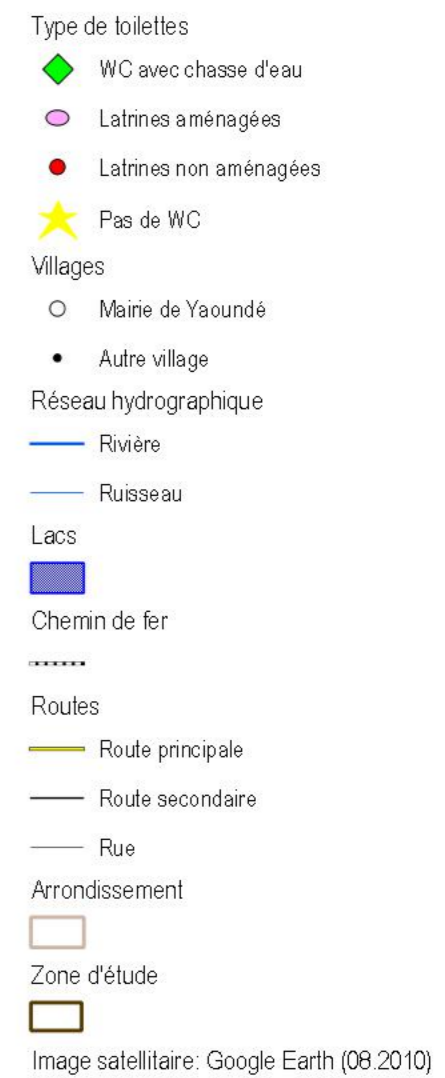 Type de toilettes
WC avec chasse d'eau
Latrines aménagées
Latrines non aménagées
Pas de WC
Villages
Mairie de Yaoundé
Autre village
Réseau hydrographique
Rivière
Ruisseau
Lacs
Chemin de fer
Routes
Route principale
Route secondaire
Rue
Arrondissement
Zone d'étude
Image satellitaire: Google Earth (08.2010)